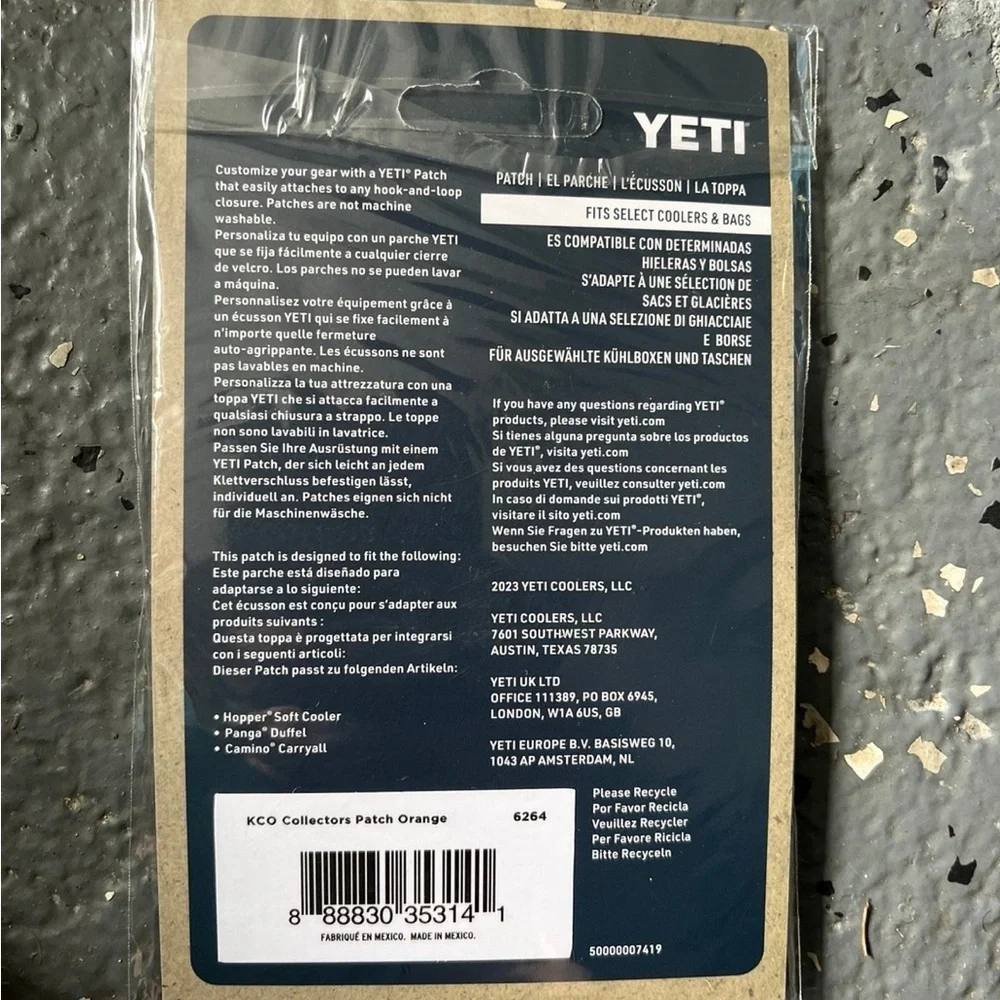 YETI
PATCH | EL PARCHE | L'ÉCUSSON | LA TOPPA
FITS SELECT COOLERS & BAGS
ES COMPATIBLE CON DETERMINADAS
HIELERAS Y BOLSAS
S'ADAPTE À UNE SÉLECTION DE
SACS ET GLACIÈRES
SI ADATTA A UNA SELEZIONE DI GHIACCIAIE
E BORSE
FÜR AUSGEWÄHLTE KÜHLBOXEN UND TASCHEN
Customize your gear with a YETI® Patch
that easily attaches to any hook-and-loop
closure. Patches are not machine
washable.
Personaliza tu equipo con un parche YETI
que se fija fácilmente a cualquier cierre
de velcro. Los parches no se pueden lavar
a máquina.
Personnalisez votre équipement grâce à
un écusson YETI qui se fixe facilement à
n'importe quelle fermeture
auto-agrippante. Les écussons ne sont
pas lavables en machine.
Personalizza la tua attrezzatura con una
toppa YETI che si attacca facilmente a
qualsiasi chiusura a strappo. Le toppe
non sono lavabili in lavatrice.
Passen Sie Ihre Ausrüstung mit einem
YETI Patch, der sich leicht an jedem
Klettverschluss befestigen lässt,
individuell an. Patches eignen sich nicht
für die Maschinenwäsche.
This patch is designed to fit the following:
Este parche está diseñado para
adaptarse a lo siguiente:
Cet écusson est conçu pour s'adapter aux
produits suivants :
Questa toppa è progettata per integrarsi
con i seguenti articoli:
Dieser Patch passt zu folgenden Artikeln:
• Hopper® Soft Cooler
• Panga® Duffel
• Camino® Carryall
If you have any questions regarding YETI®
products, please visit yeti.com
Si tienes alguna pregunta sobre los productos
de YETI®, visita yeti.com
Si vous avez des questions concernant les
produits YETI, veuillez consulter yeti.com
In caso di domande sui prodotti YETI®,
visitare il sito yeti.com
Wenn Sie Fragen zu YETI®-Produkten haben,
besuchen Sie bitte yeti.com
2023 YETI COOLERS, LLC
YETI COOLERS, LLC
7601 SOUTHWEST PARKWAY,
AUSTIN, TEXAS 78735
YETI UK LTD
OFFICE 111389, PO BOX 6945,
LONDON, W1A 6US, GB
YETI EUROPE B.V. BASISWEG 10,
1043 AP AMSTERDAM, NL
Please Recycle
Por Favor Recicla
Veuillez Recycler
Per Favore Ricicla
Bitte Recyceln
KCO Collectors Patch Orange 6264
8 88830 35314 1
FABRIQUÉ EN MEXICO. MADE IN MEXICO.
50000007419